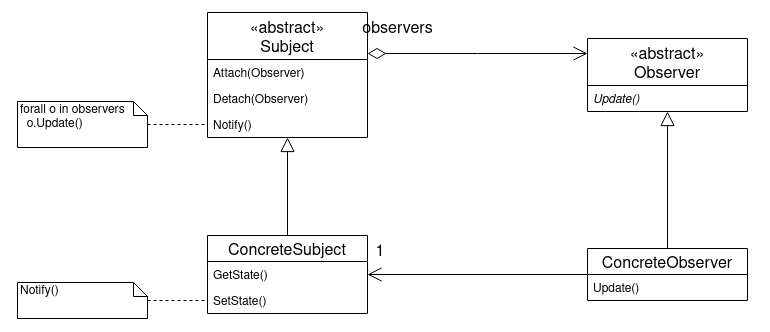 «abstract»
Subject
observers
Attach(Observer)
Detach(Observer)
Notify()
«abstract»
Observer
Update()
forall o in observers
o.Update()
ConcreteSubject
1
GetState()
SetState()
ConcreteObserver
Update()
Notify()